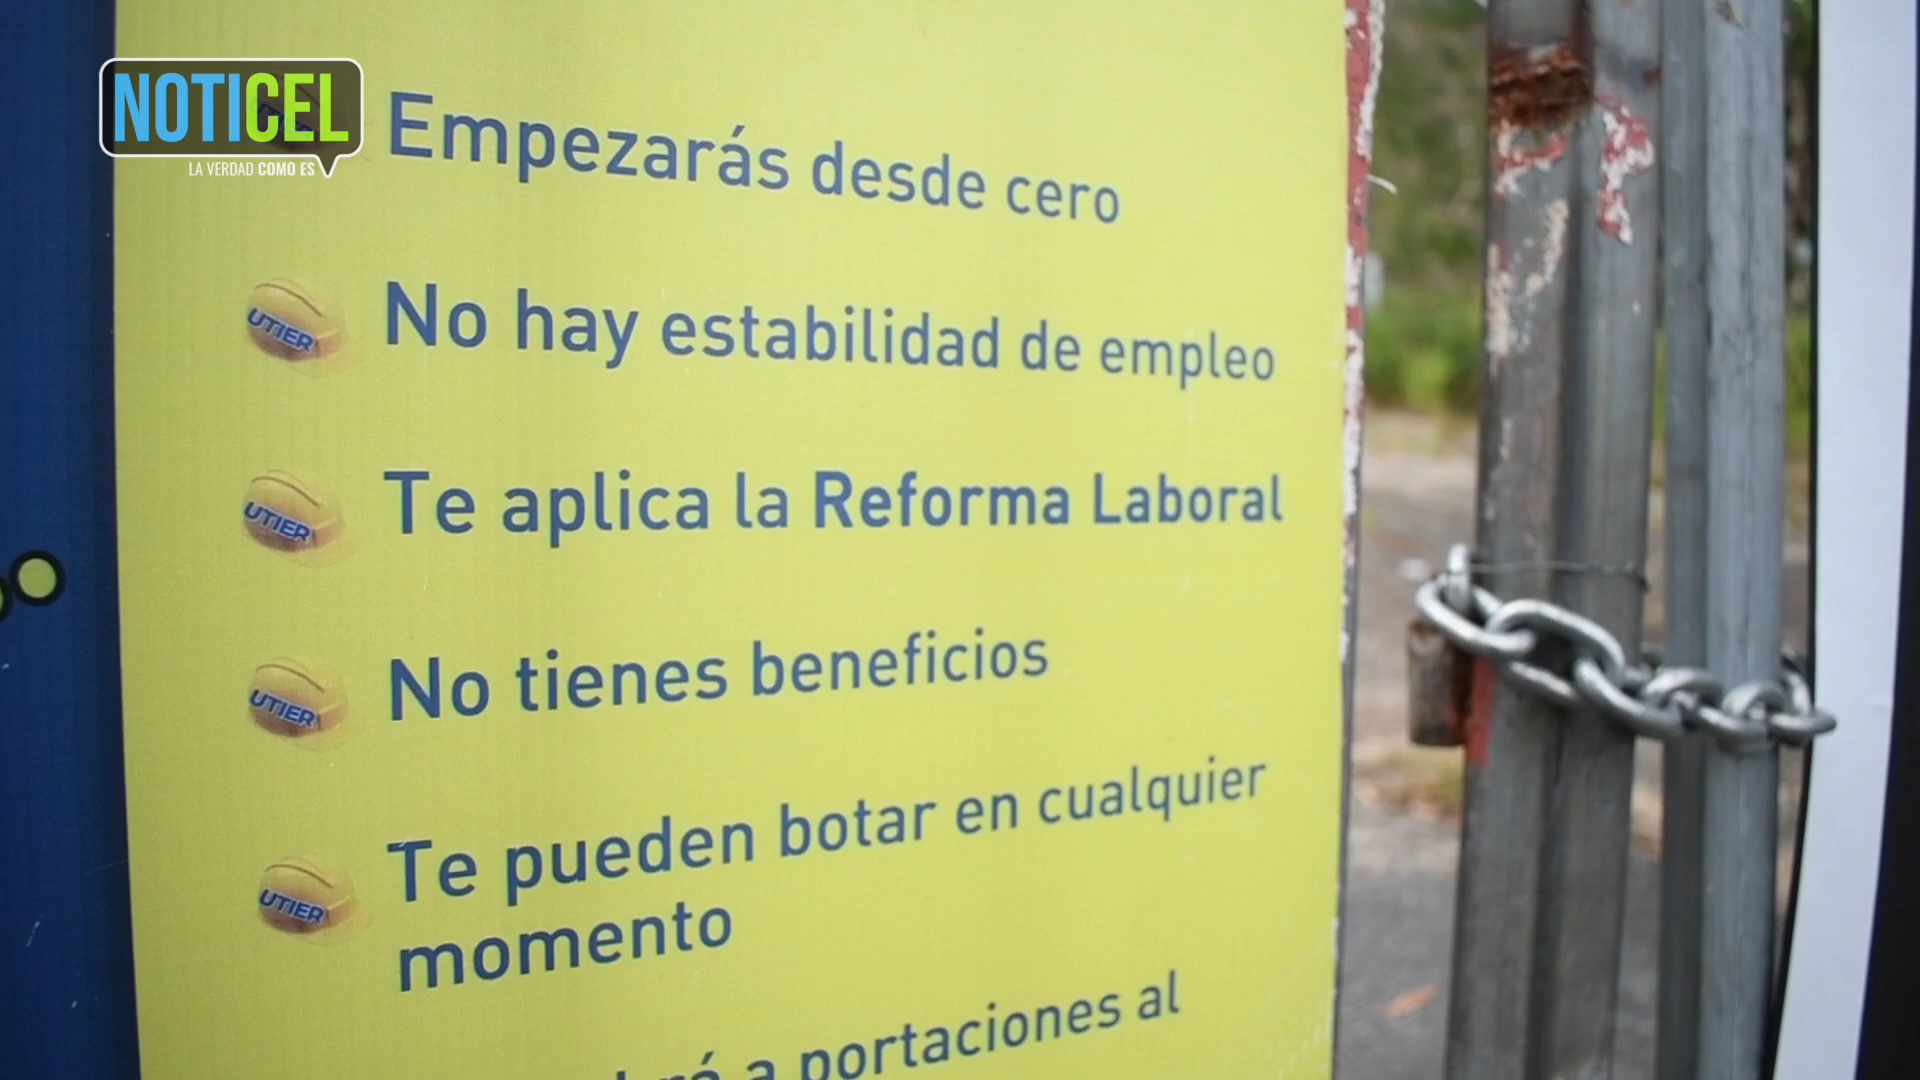 NOTICEL
LA VERDAD COMO ES
Empezarás desde cero
UTIER
No hay estabilidad de empleo
UTIER
Te aplica la Reforma Laboral
UTIER
No tienes beneficios
UTIER
Te pueden botar en cualquier
momento
a portaciones al